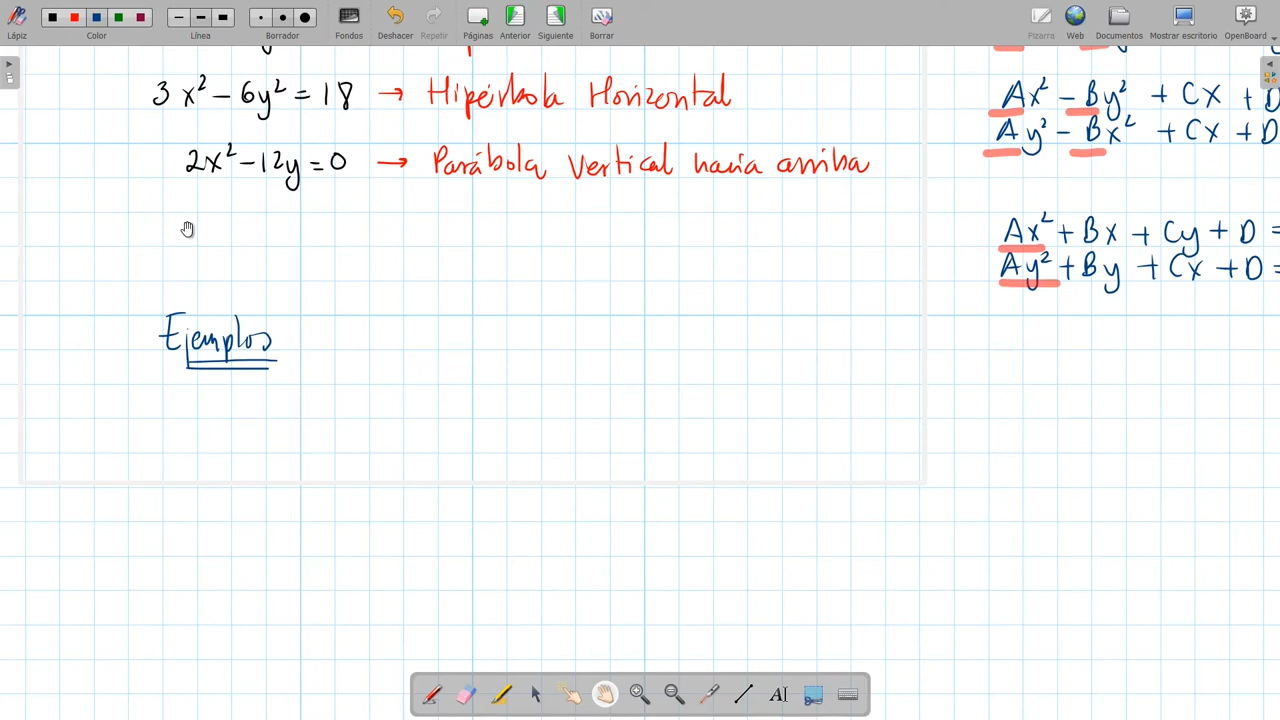 Lápiz Color Línea Borrador Fondos Deshacer Repetir Páginas Anterior Siguiente Borrar Pizarra Web Documentos Mostrar escritorio OpenBoard
3x² - 6y² = 18 → Hipérbola Horizontal
2x² - 12y = 0 → Parábola Vertical hacia arriba
Ejemplos
Ax² - By² + Cx + D
Ay² - Bx² + Cx + D
Ax² + Bx + Cy + D =
Ay² + By + Cx + D =
AI